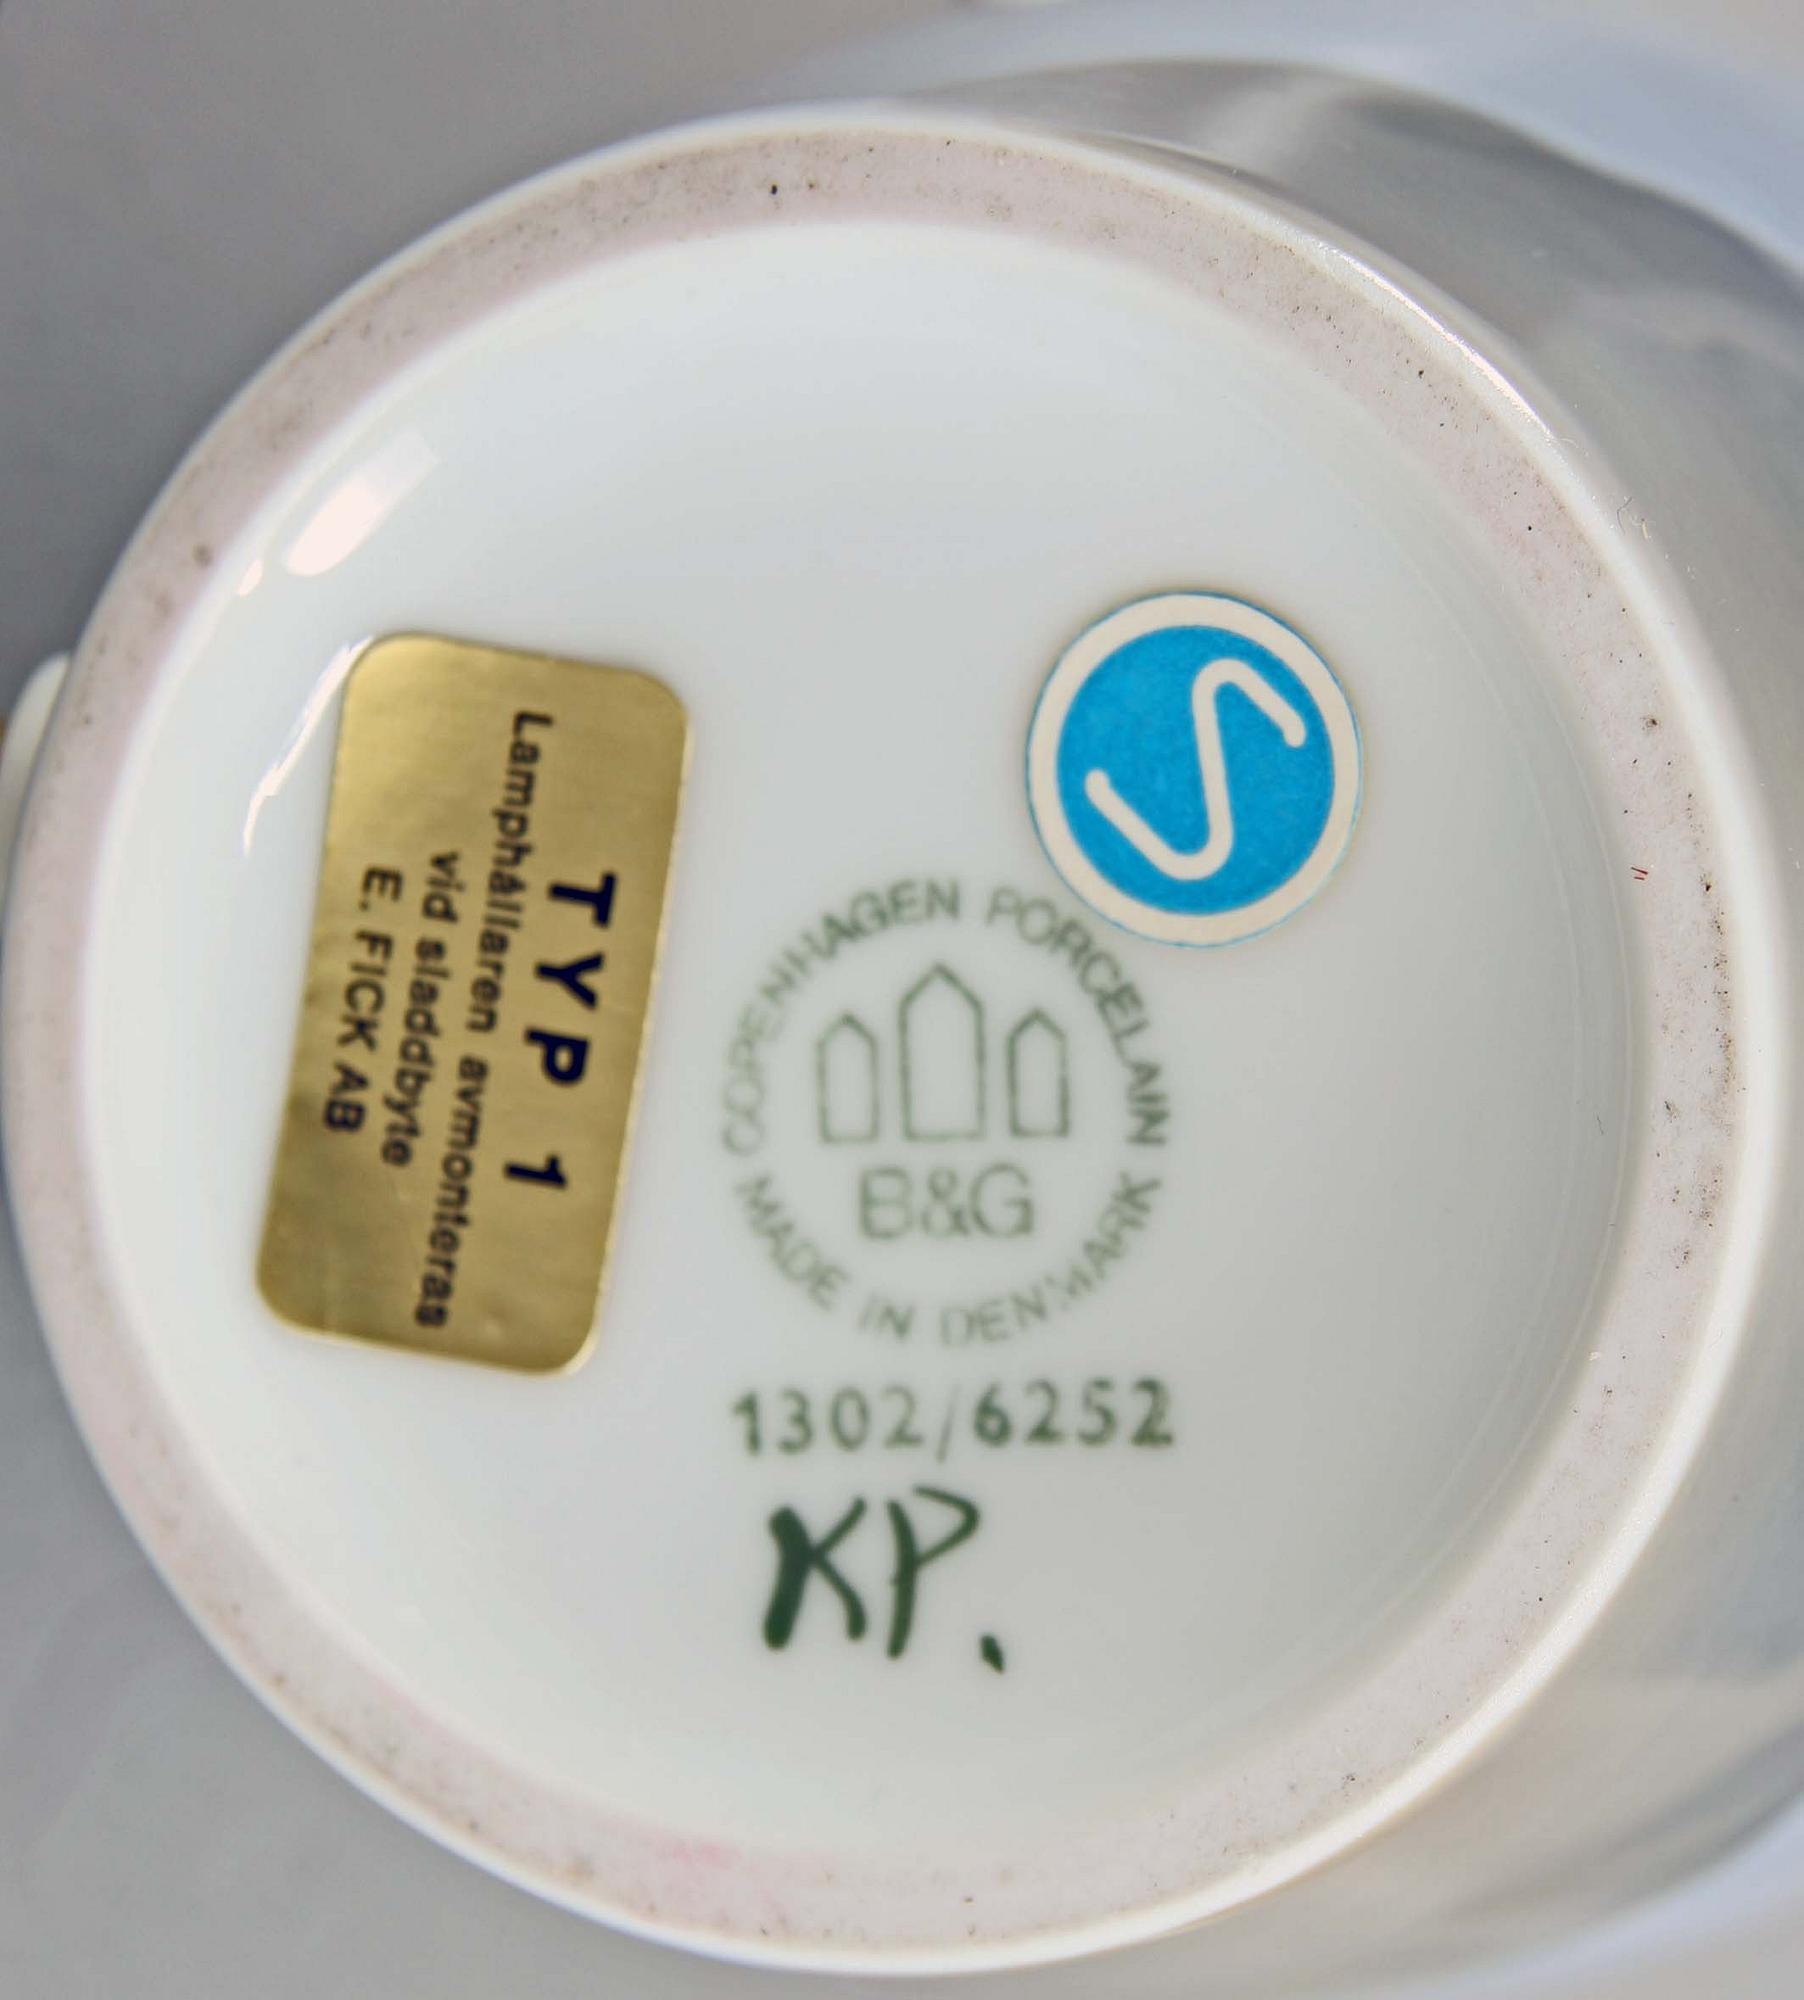 TYP 1
Lamphållaren avmonteras
vid sladdbyte
E. FICK AB
S
COPENHAGEN PORCELAIN
B&G
MADE IN DENMARK
1302/6252
KP.